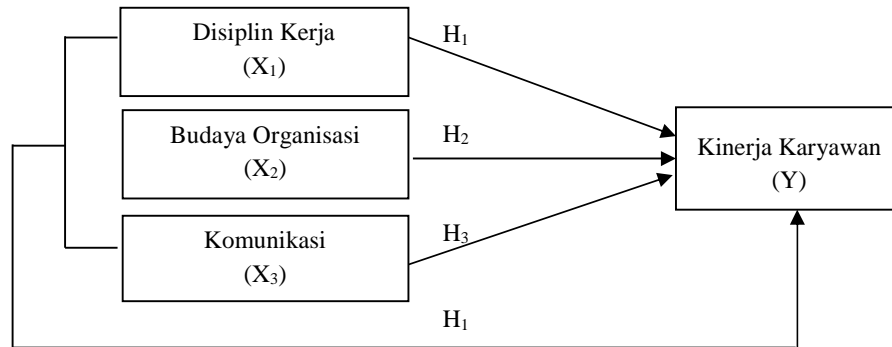 Disiplin Kerja
(X₁)
H₁
Budaya Organisasi
(X₂)
H₂
Kinerja Karyawan
(Y)
Komunikasi
(X₃)
H₃
H₁